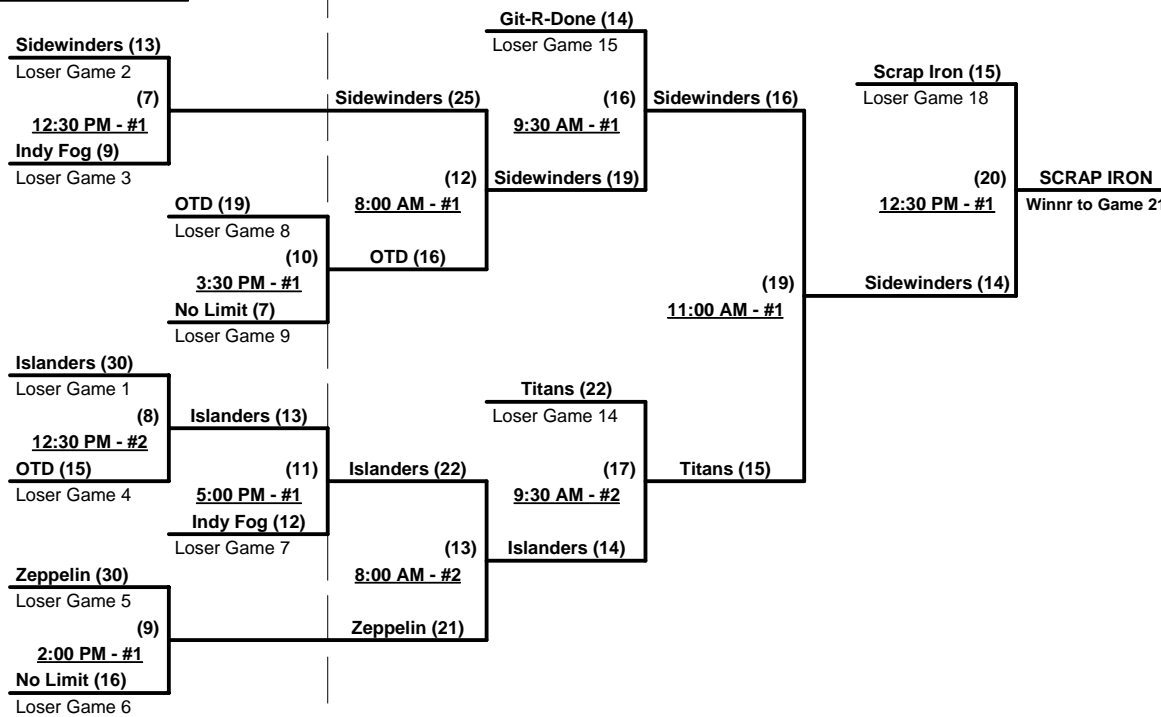 Git-R-Done (14)
Loser Game 15
Sidewinders (13)
Loser Game 2
(7)
12:30 PM - #1
Indy Fog (9)
Loser Game 3
Sidewinders (25)
(16)
9:30 AM - #1
Sidewinders (16)
Scrap Iron (15)
Loser Game 18
(12)
8:00 AM - #1
Sidewinders (19)
(20)
12:30 PM - #1
SCRAP IRON
Winnr to Game 21
OTD (19)
Loser Game 8
(10)
3:30 PM - #1
No Limit (7)
Loser Game 9
OTD (16)
(19)
11:00 AM - #1
Sidewinders (14)
Islanders (30)
Loser Game 1
(8)
12:30 PM - #2
OTD (15)
Loser Game 4
Islanders (13)
(11)
5:00 PM - #1
Indy Fog (12)
Loser Game 7
Islanders (22)
Titans (22)
Loser Game 14
(17)
9:30 AM - #2
Titans (15)
(13)
8:00 AM - #2
Islanders (14)
Zeppelin (30)
Loser Game 5
(9)
2:00 PM - #1
No Limit (16)
Loser Game 6
Zeppelin (21)